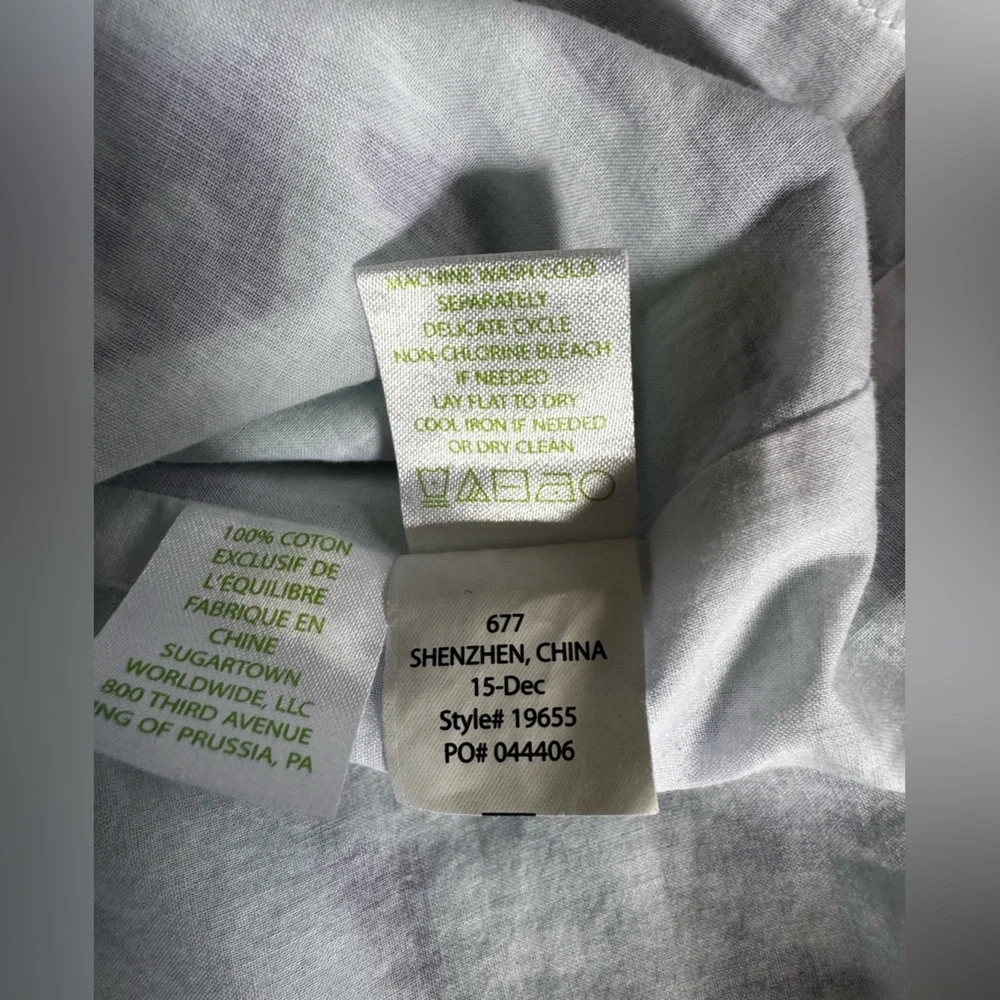 MACHINE WASH COLD
SEPARATELY
DELICATE CYCLE
NON-CHLORINE BLEACH
IF NEEDED
LAY FLAT TO DRY
COOL IRON IF NEEDED
OR DRY CLEAN
100% COTON
EXCLUSIF DE
L'ÉQUILIBRE
FABRIQUE EN
CHINE
SUGARTOWN
WORLDWIDE, LLC
800 THIRD AVENUE
ING OF PRUSSIA, PA
677
SHENZHEN, CHINA
15-Dec
Style# 19655
PO# 044406